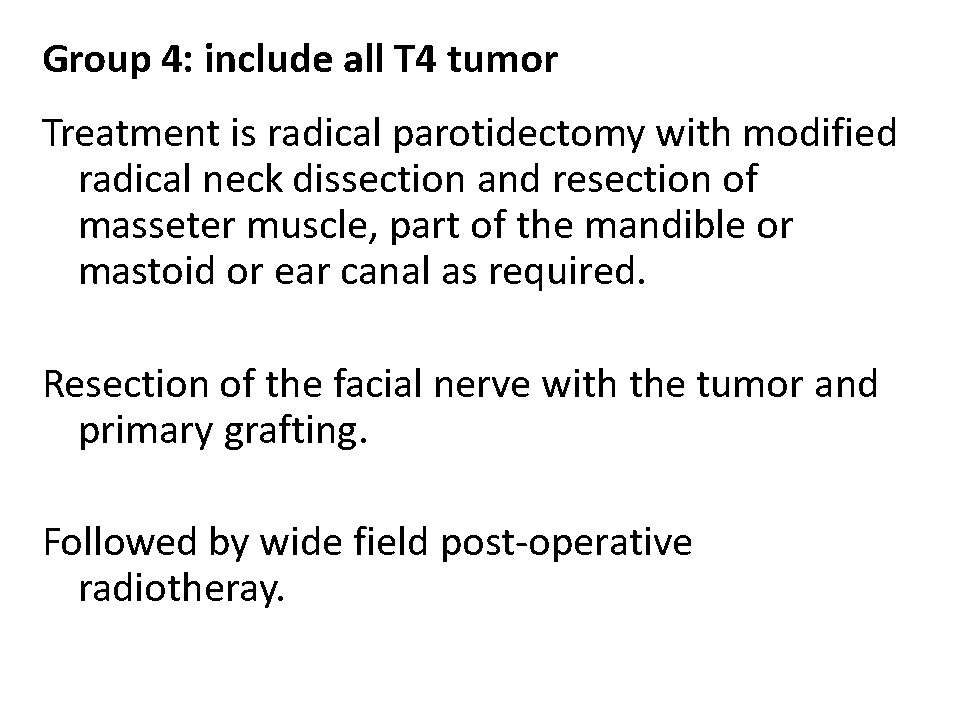 Group 4: include all T4 tumor
Treatment is radical parotidectomy with modified
radical neck dissection and resection of
masseter muscle, part of the mandible or
mastoid or ear canal as required.
Resection of the facial nerve with the tumor and
primary grafting.
Followed by wide field post-operative
radiotheray.